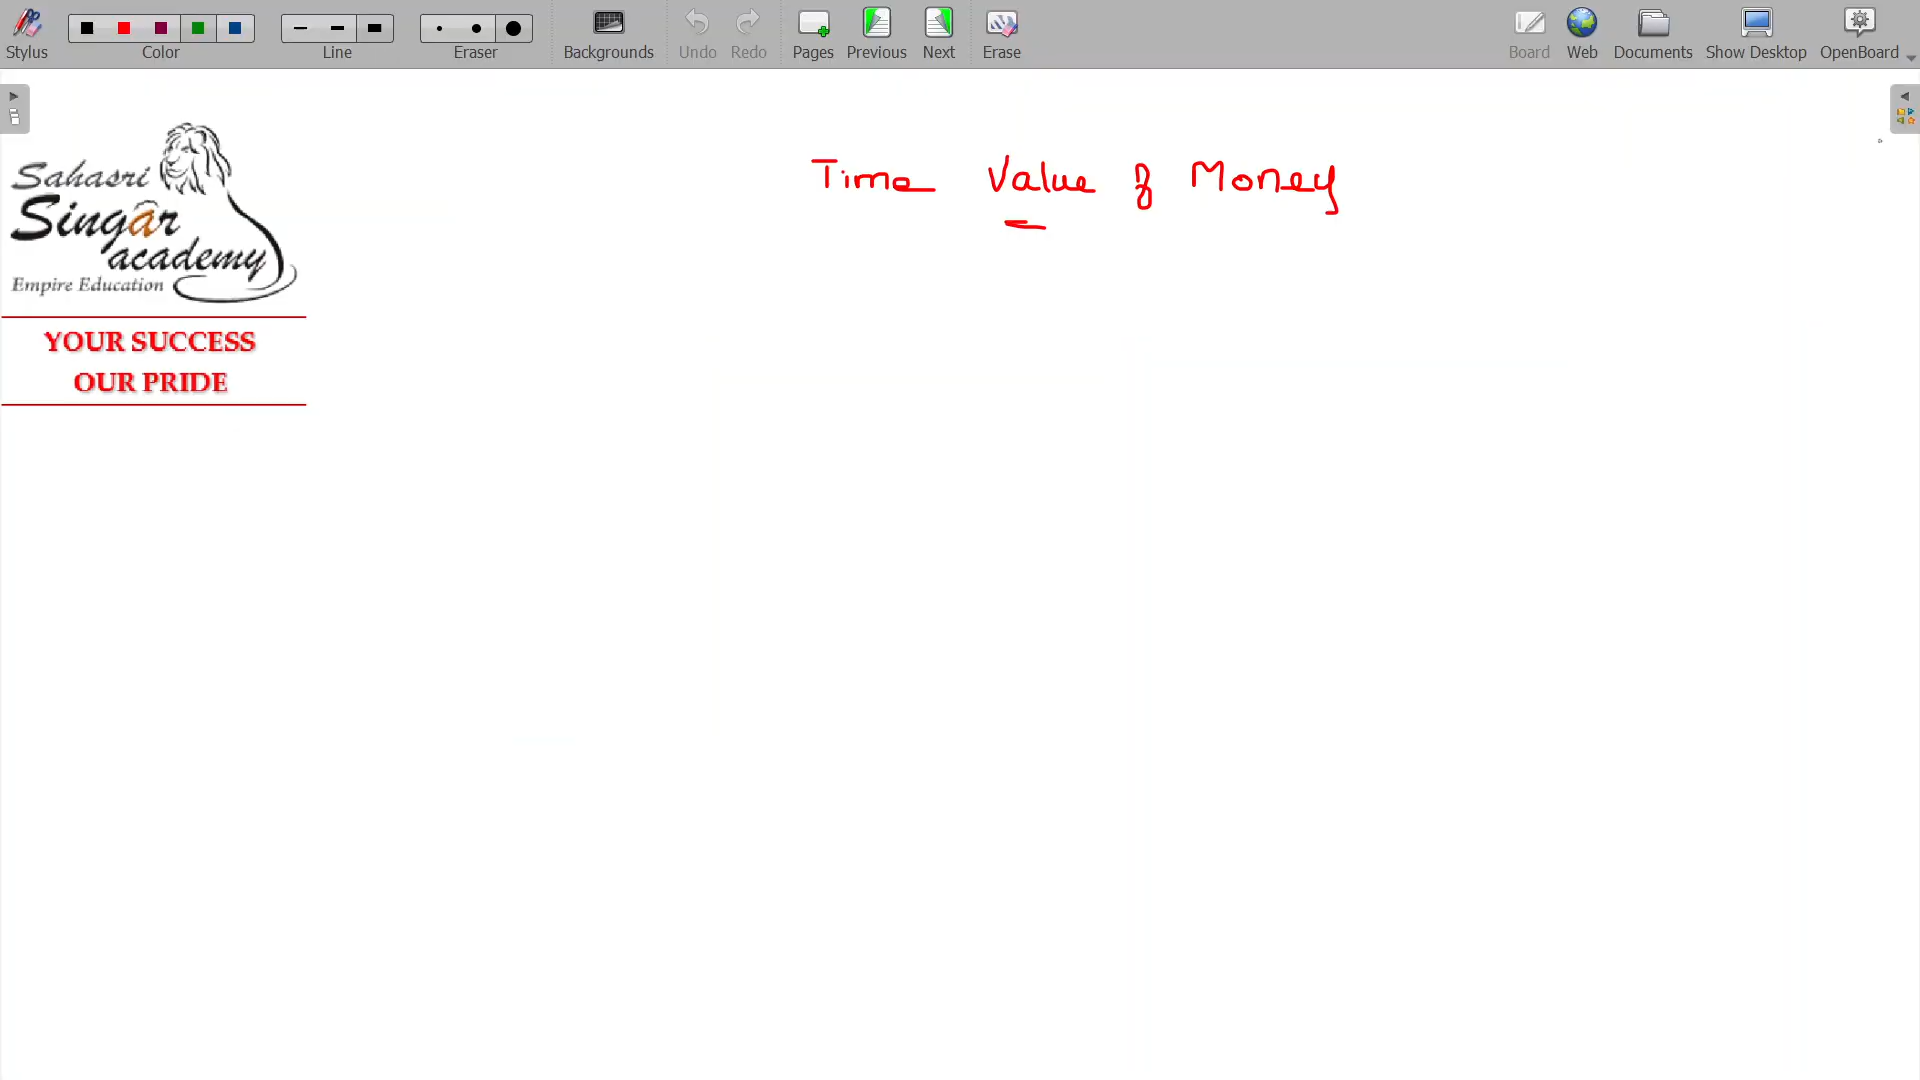 Stylus
Color
Line
Eraser
Backgrounds
Undo
Redo
Pages
Previous
Next
Erase
Board
Web
Documents
Show Desktop
OpenBoard
Sahasri
Singar
academy
Empire Education
YOUR SUCCESS
OUR PRIDE
Time Value of Money